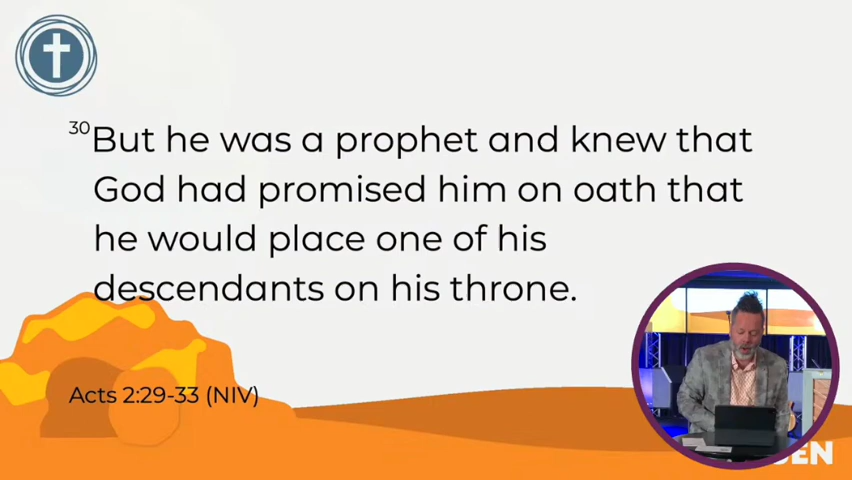 30But he was a prophet and knew that
God had promised him on oath that
he would place one of his
descendants on his throne.
Acts 2:29-33 (NIV)